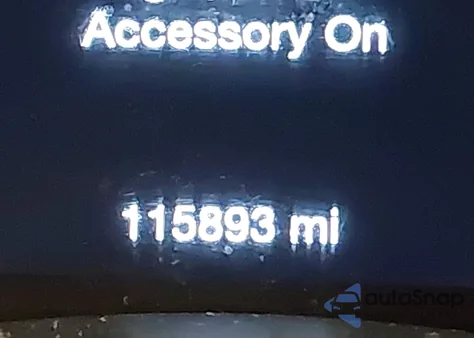 Accessory On
115893 mi
autoSnap